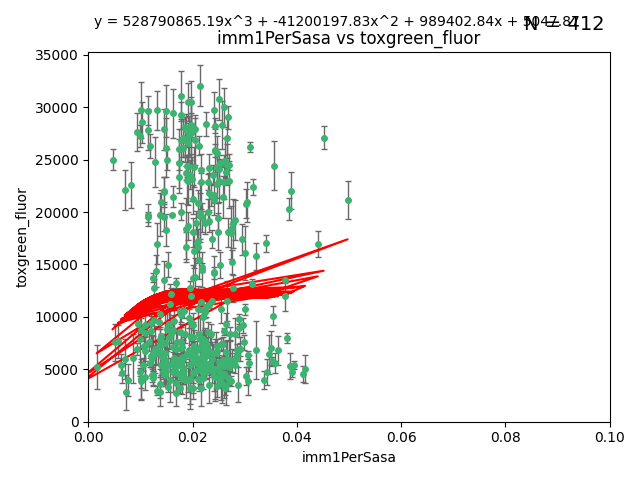 y = 528790865.19x^3 + -41200197.83x^2 + 989402.84x + 5047.87
N = 412
imm1PerSasa vs toxgreen_fluor
35000
30000
25000
20000
15000
10000
5000
0
toxgreen_fluor
0.00 0.02 0.04 0.06 0.08 0.10
imm1PerSasa